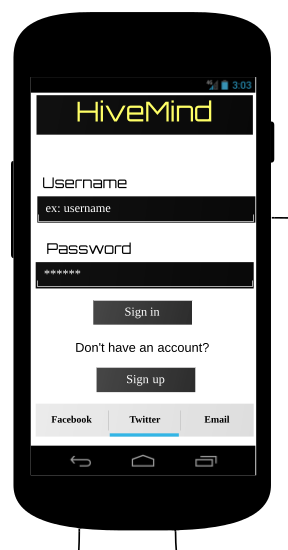 3:03
HiveMind
Username
ex: username
Password
******
Sign in
Don't have an account?
Sign up
Facebook Twitter Email